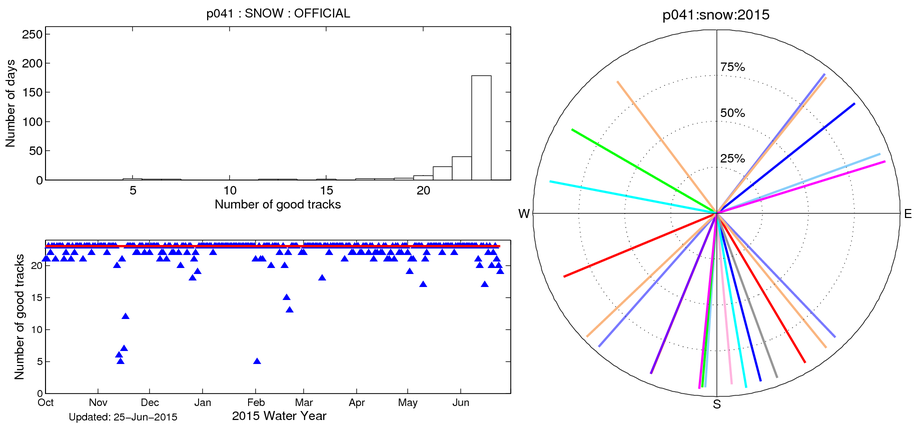 p041 : SNOW : OFFICIAL
250
200
150
100
50
0
Number of days
5
10
15
20
Number of good tracks
20
15
10
5
0
Number of good tracks
Oct Nov Dec Jan Feb Mar Apr May Jun
Updated: 25-Jun-2015
2015 Water Year
p041:snow:2015
75%
50%
25%
W
E
S